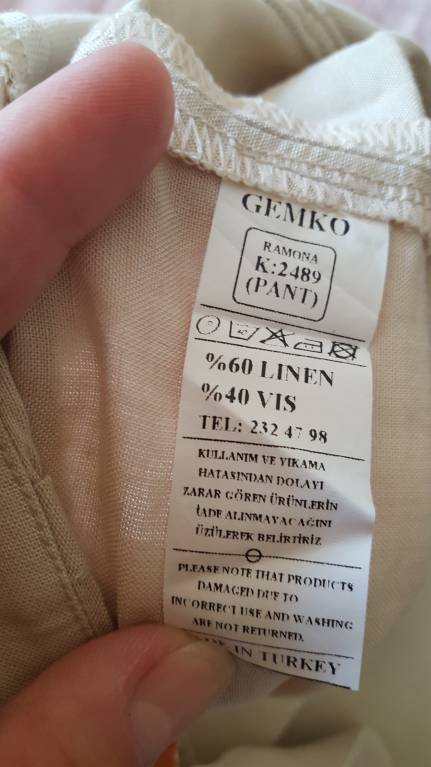 GEMKO
RAMONA
K:2489
(PANT)
%60 LINEN
%40 VIS
TEL: 232 47 98
KULLANIM VE YIKAMA
HATASINDAN DOLAYI
ZARAR GÖREN ÜRÜNLERİN
İADE ALINMAYACAĞINI
ÜZÜLEREK BELİRTİRİZ
PLEASE NOTE THAT PRODUCTS
DAMAGED DUE TO
INCORRECT USE AND WASHING
ARE NOT RETURNED.
IN TURKEY